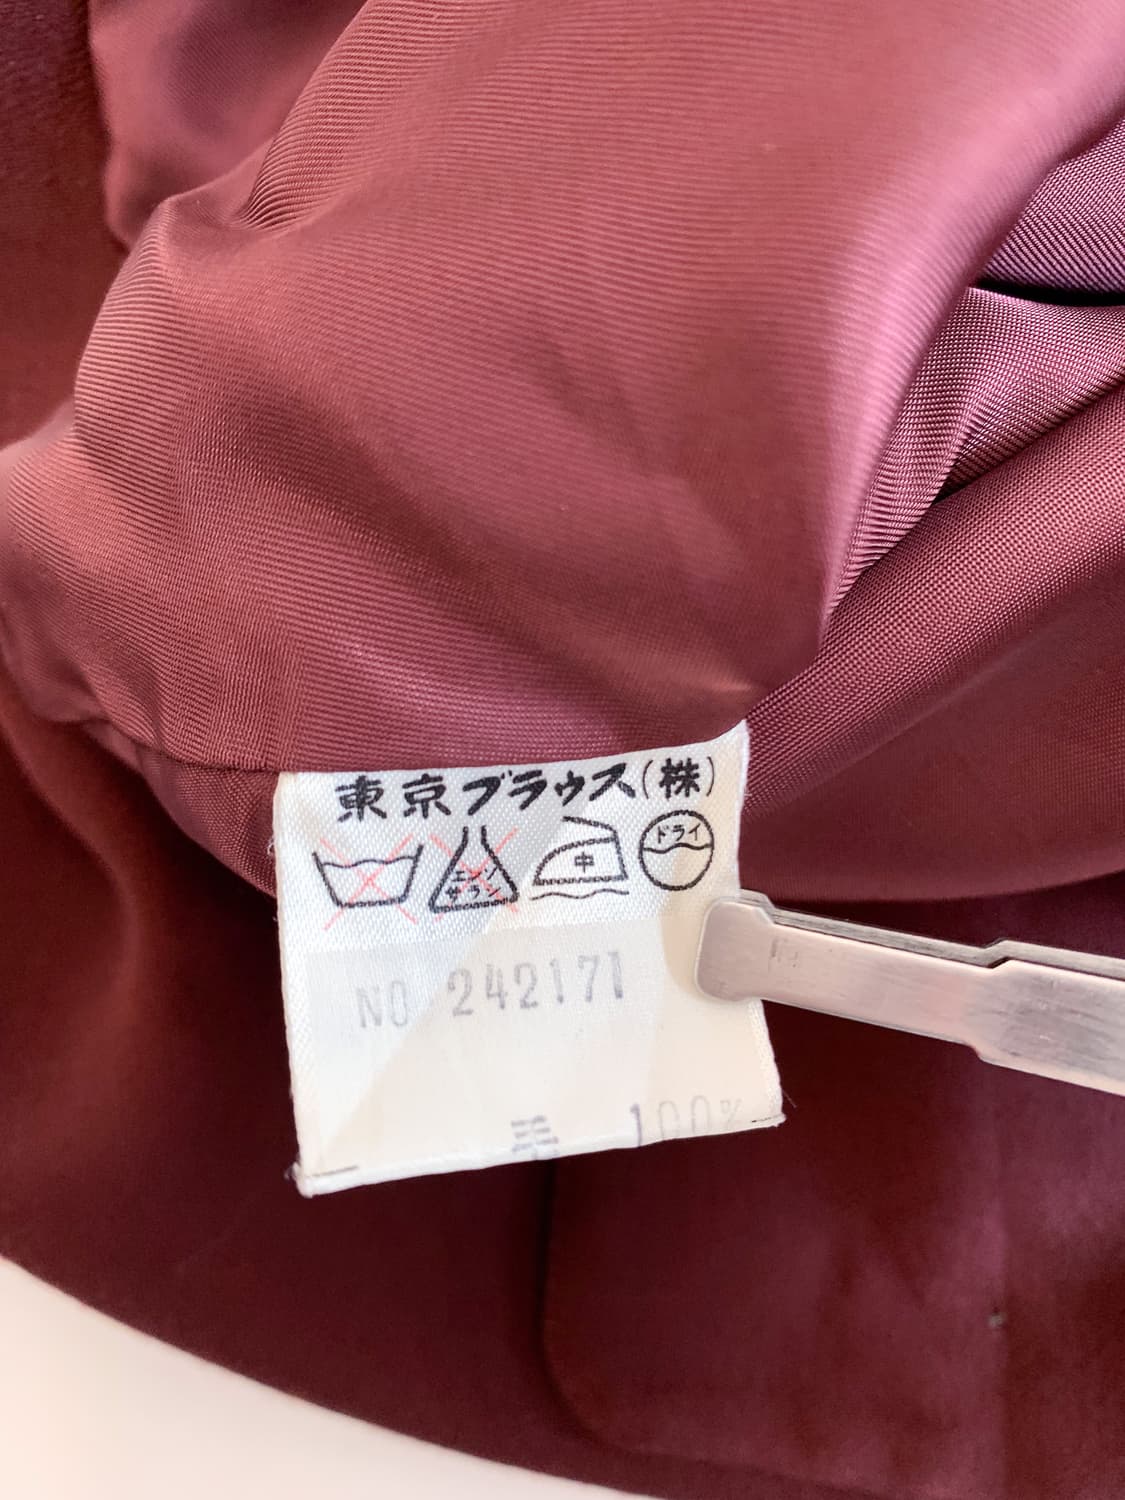 東京ブラウス(株)
エンソ
サラシ
中
ドライ
NO 242171
毛 100%